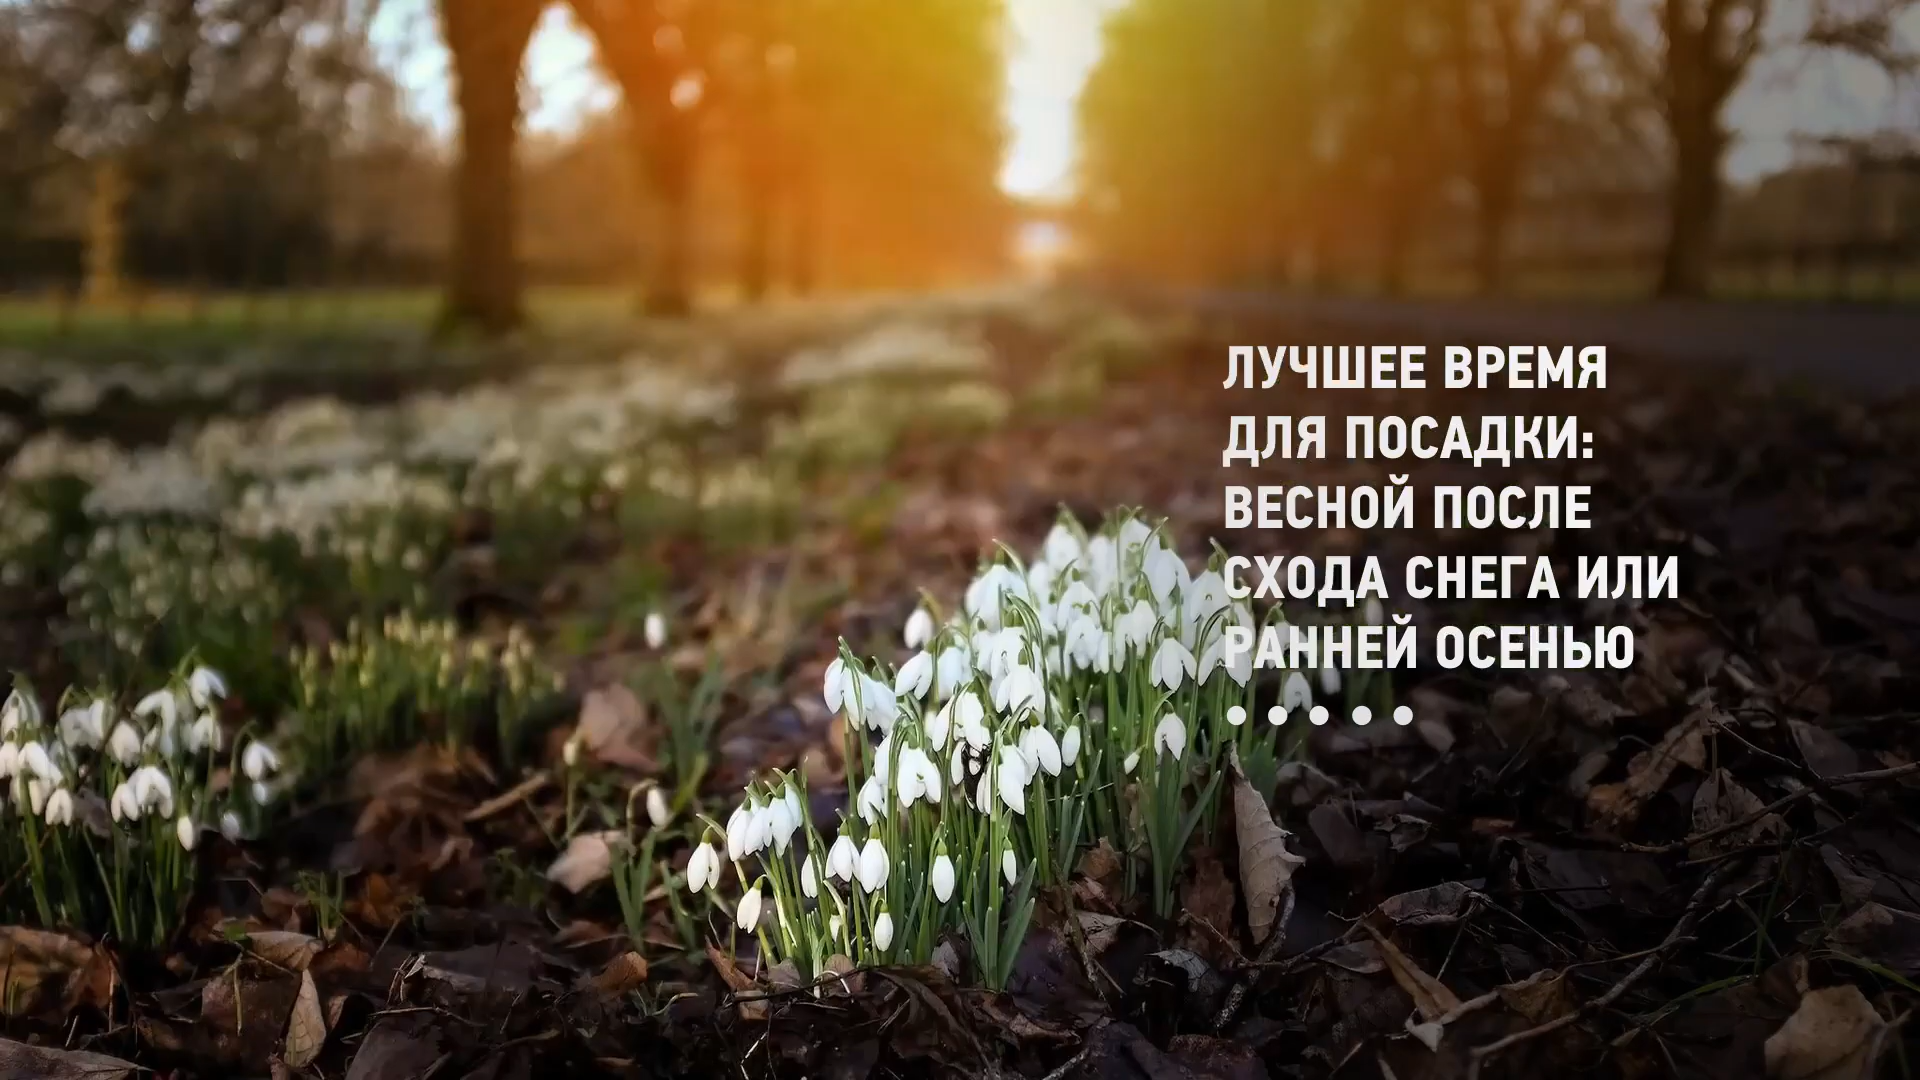 ЛУЧШЕЕ ВРЕМЯ
ДЛЯ ПОСАДКИ:
ВЕСНОЙ ПОСЛЕ
СХОДА СНЕГА ИЛИ
РАННЕЙ ОСЕНЬЮ